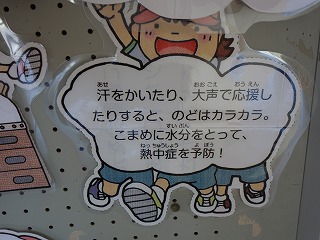 汗をかいたり、大声で応援し
たりすると、のどはカラカラ。
こまめに水分をとって、
熱中症を予防！